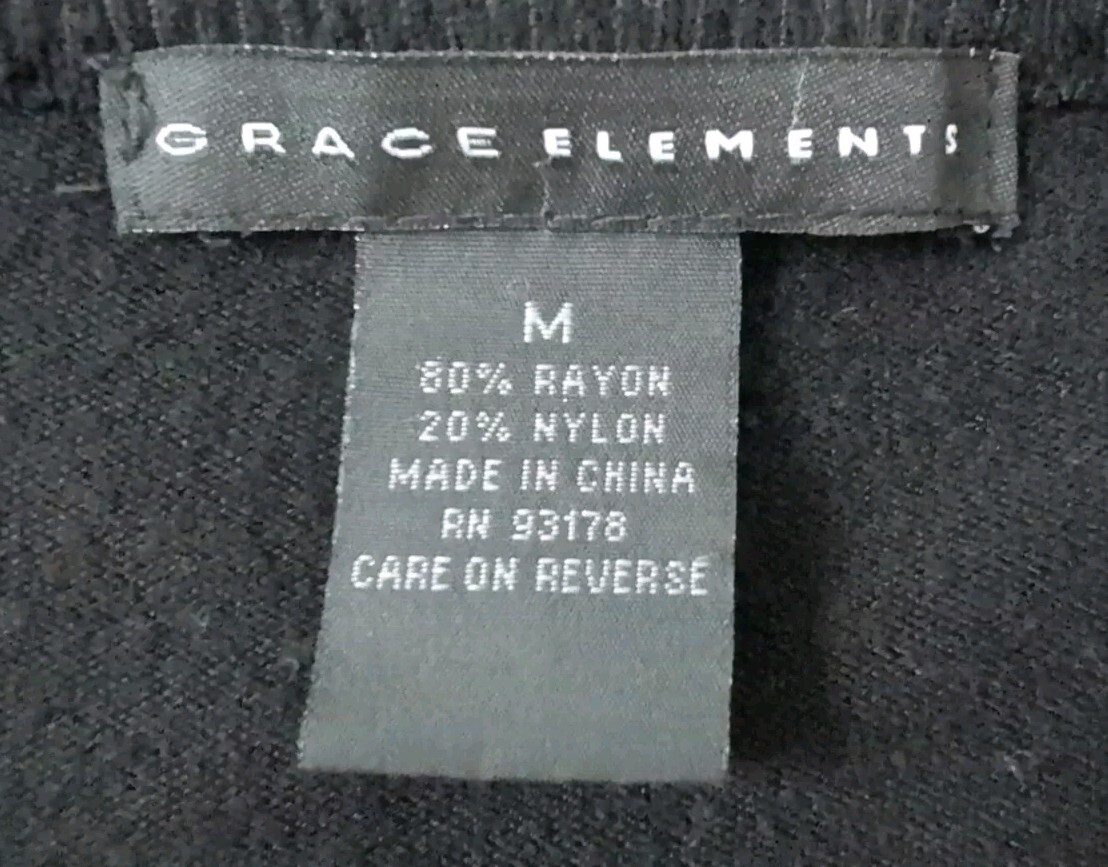 GRACE ELEMENTS
M
80% RAYON
20% NYLON
MADE IN CHINA
RN 93178
CARE ON REVERSE